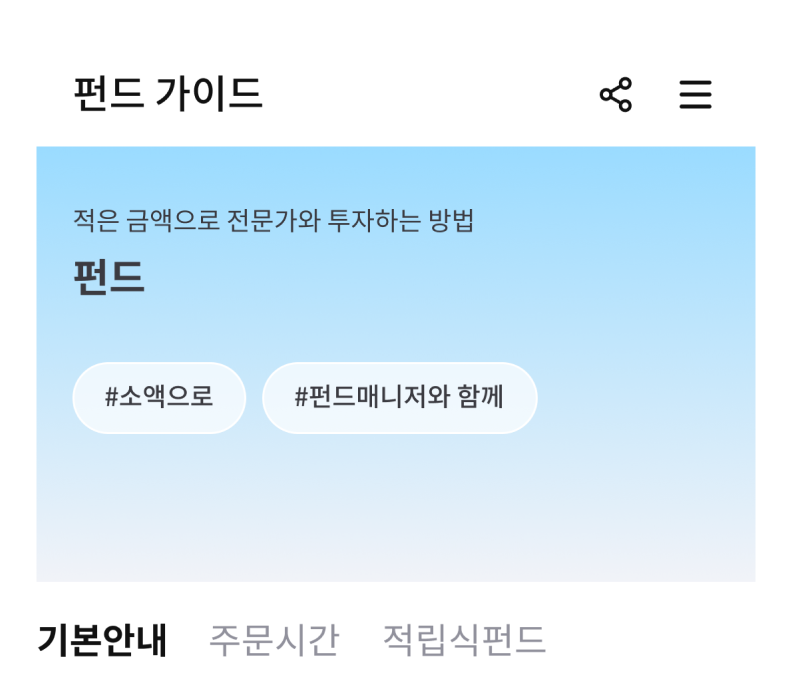 펀드 가이드
적은 금액으로 전문가와 투자하는 방법
펀드
#소액으로 #펀드매니저와 함께
기본안내 주문시간 적립식펀드